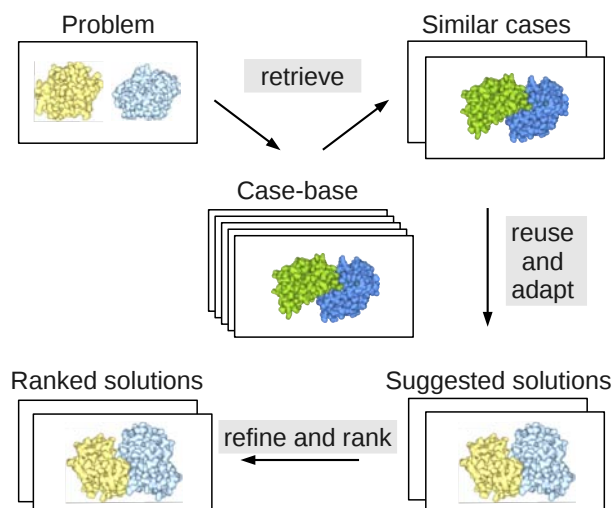 Problem
Similar cases
retrieve
Case-base
reuse
and
adapt
Ranked solutions
Suggested solutions
refine and rank